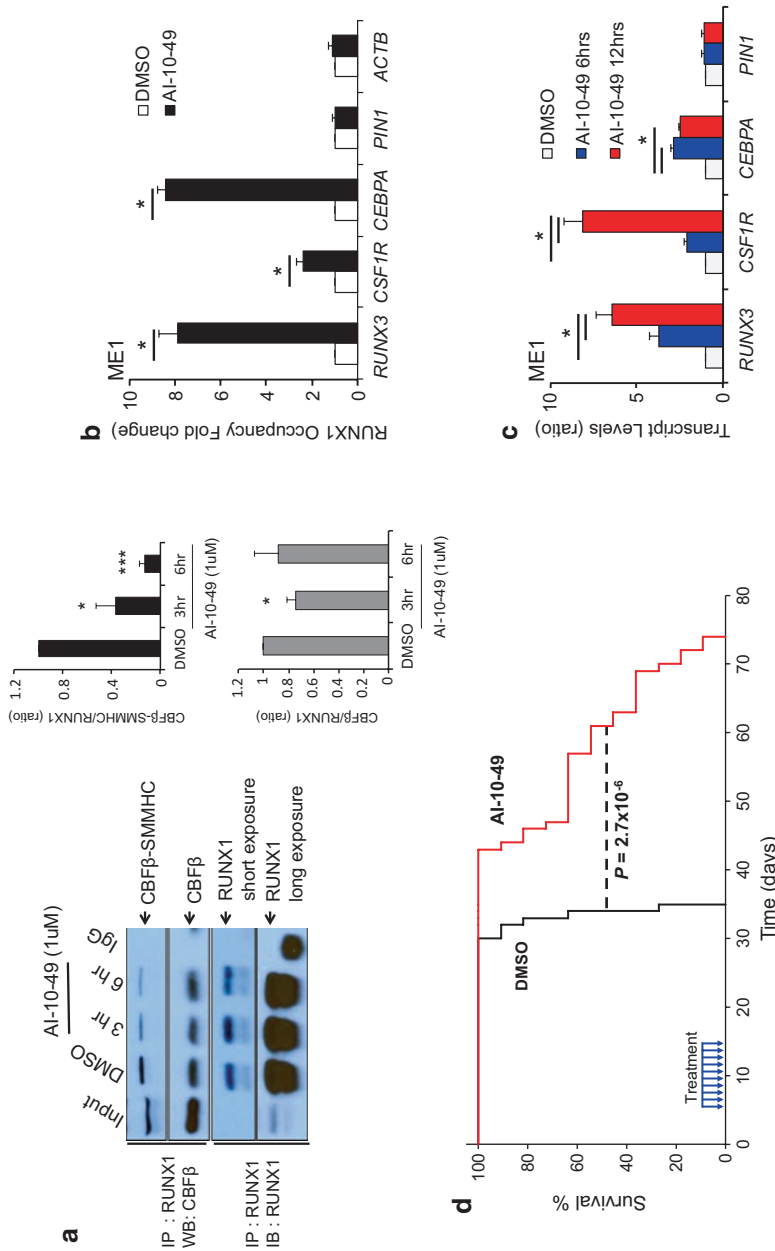 a
AI-10-49 (1uM)
Input
DMSO
3 hr
6 hr
IgG
IP : RUNX1
WB: CBFβ
CBFβ-SMMHC
CBFβ
IP : RUNX1
IB : RUNX1
RUNX1
short exposure
RUNX1
long exposure
CBFβ-SMMHC/RUNX1 (ratio)
1.2
0.8
0.4
0
*
***
DMSO 3hr 6hr
AI-10-49 (1uM)
CBFβ/RUNX1 (ratio)
1.2
1
0.8
0.6
0.4
0.2
0
*
DMSO 3hr 6hr
AI-10-49 (1uM)
b
ME1
RUNX1 Occupancy Fold change)
10
8
6
4
2
0
DMSO
AI-10-49
*
*
*
RUNX3 CSF1R CEBPA PIN1 ACTB
c
ME1
Transcript Levels (ratio)
10
5
0
DMSO
AI-10-49 6hrs
AI-10-49 12hrs
*
*
*
RUNX3 CSF1R CEBPA PIN1
d
Survival %
100
80
60
40
20
0
DMSO
AI-10-49
P = 2.7x10-6
Treatment
0 10 20 30 40 50 60 70 80
Time (days)